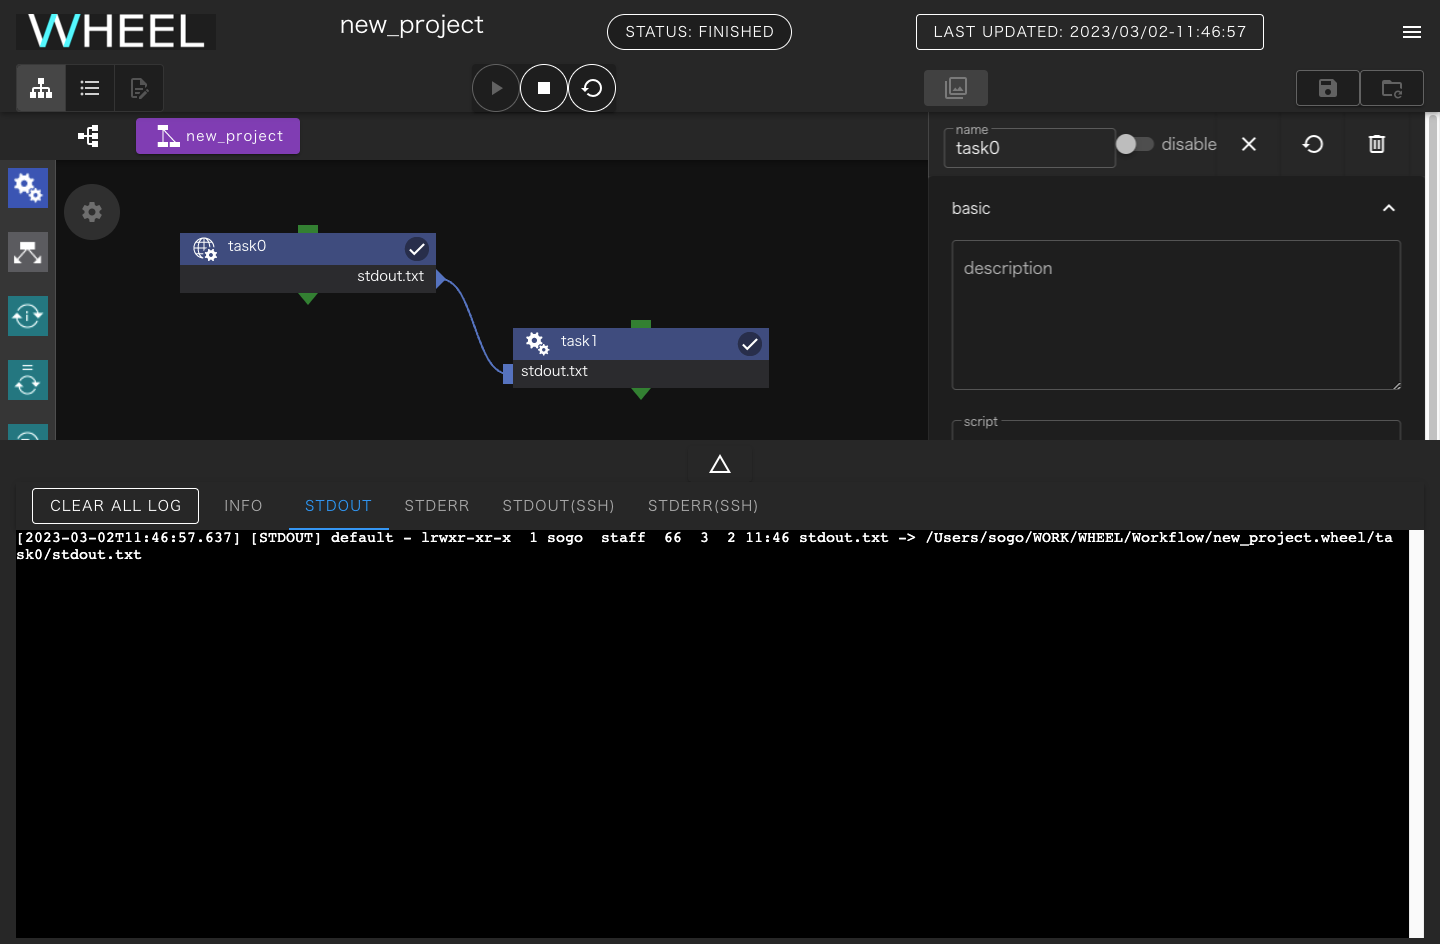 WHEEL
new_project
STATUS: FINISHED
LAST UPDATED: 2023/03/02-11:46:57
new_project
name
task0
disable
basic
description
script
task0
stdout.txt
task1
stdout.txt
CLEAR ALL LOG
INFO
STDOUT
STDERR
STDOUT(SSH)
STDERR(SSH)
[2023-03-02T11:46:57.637] [STDOUT] default - lrwxr-xr-x  1 sogo  staff  66  3  2 11:46 stdout.txt -> /Users/sogo/WORK/WHEEL/Workflow/new_project.wheel/ta
sk0/stdout.txt